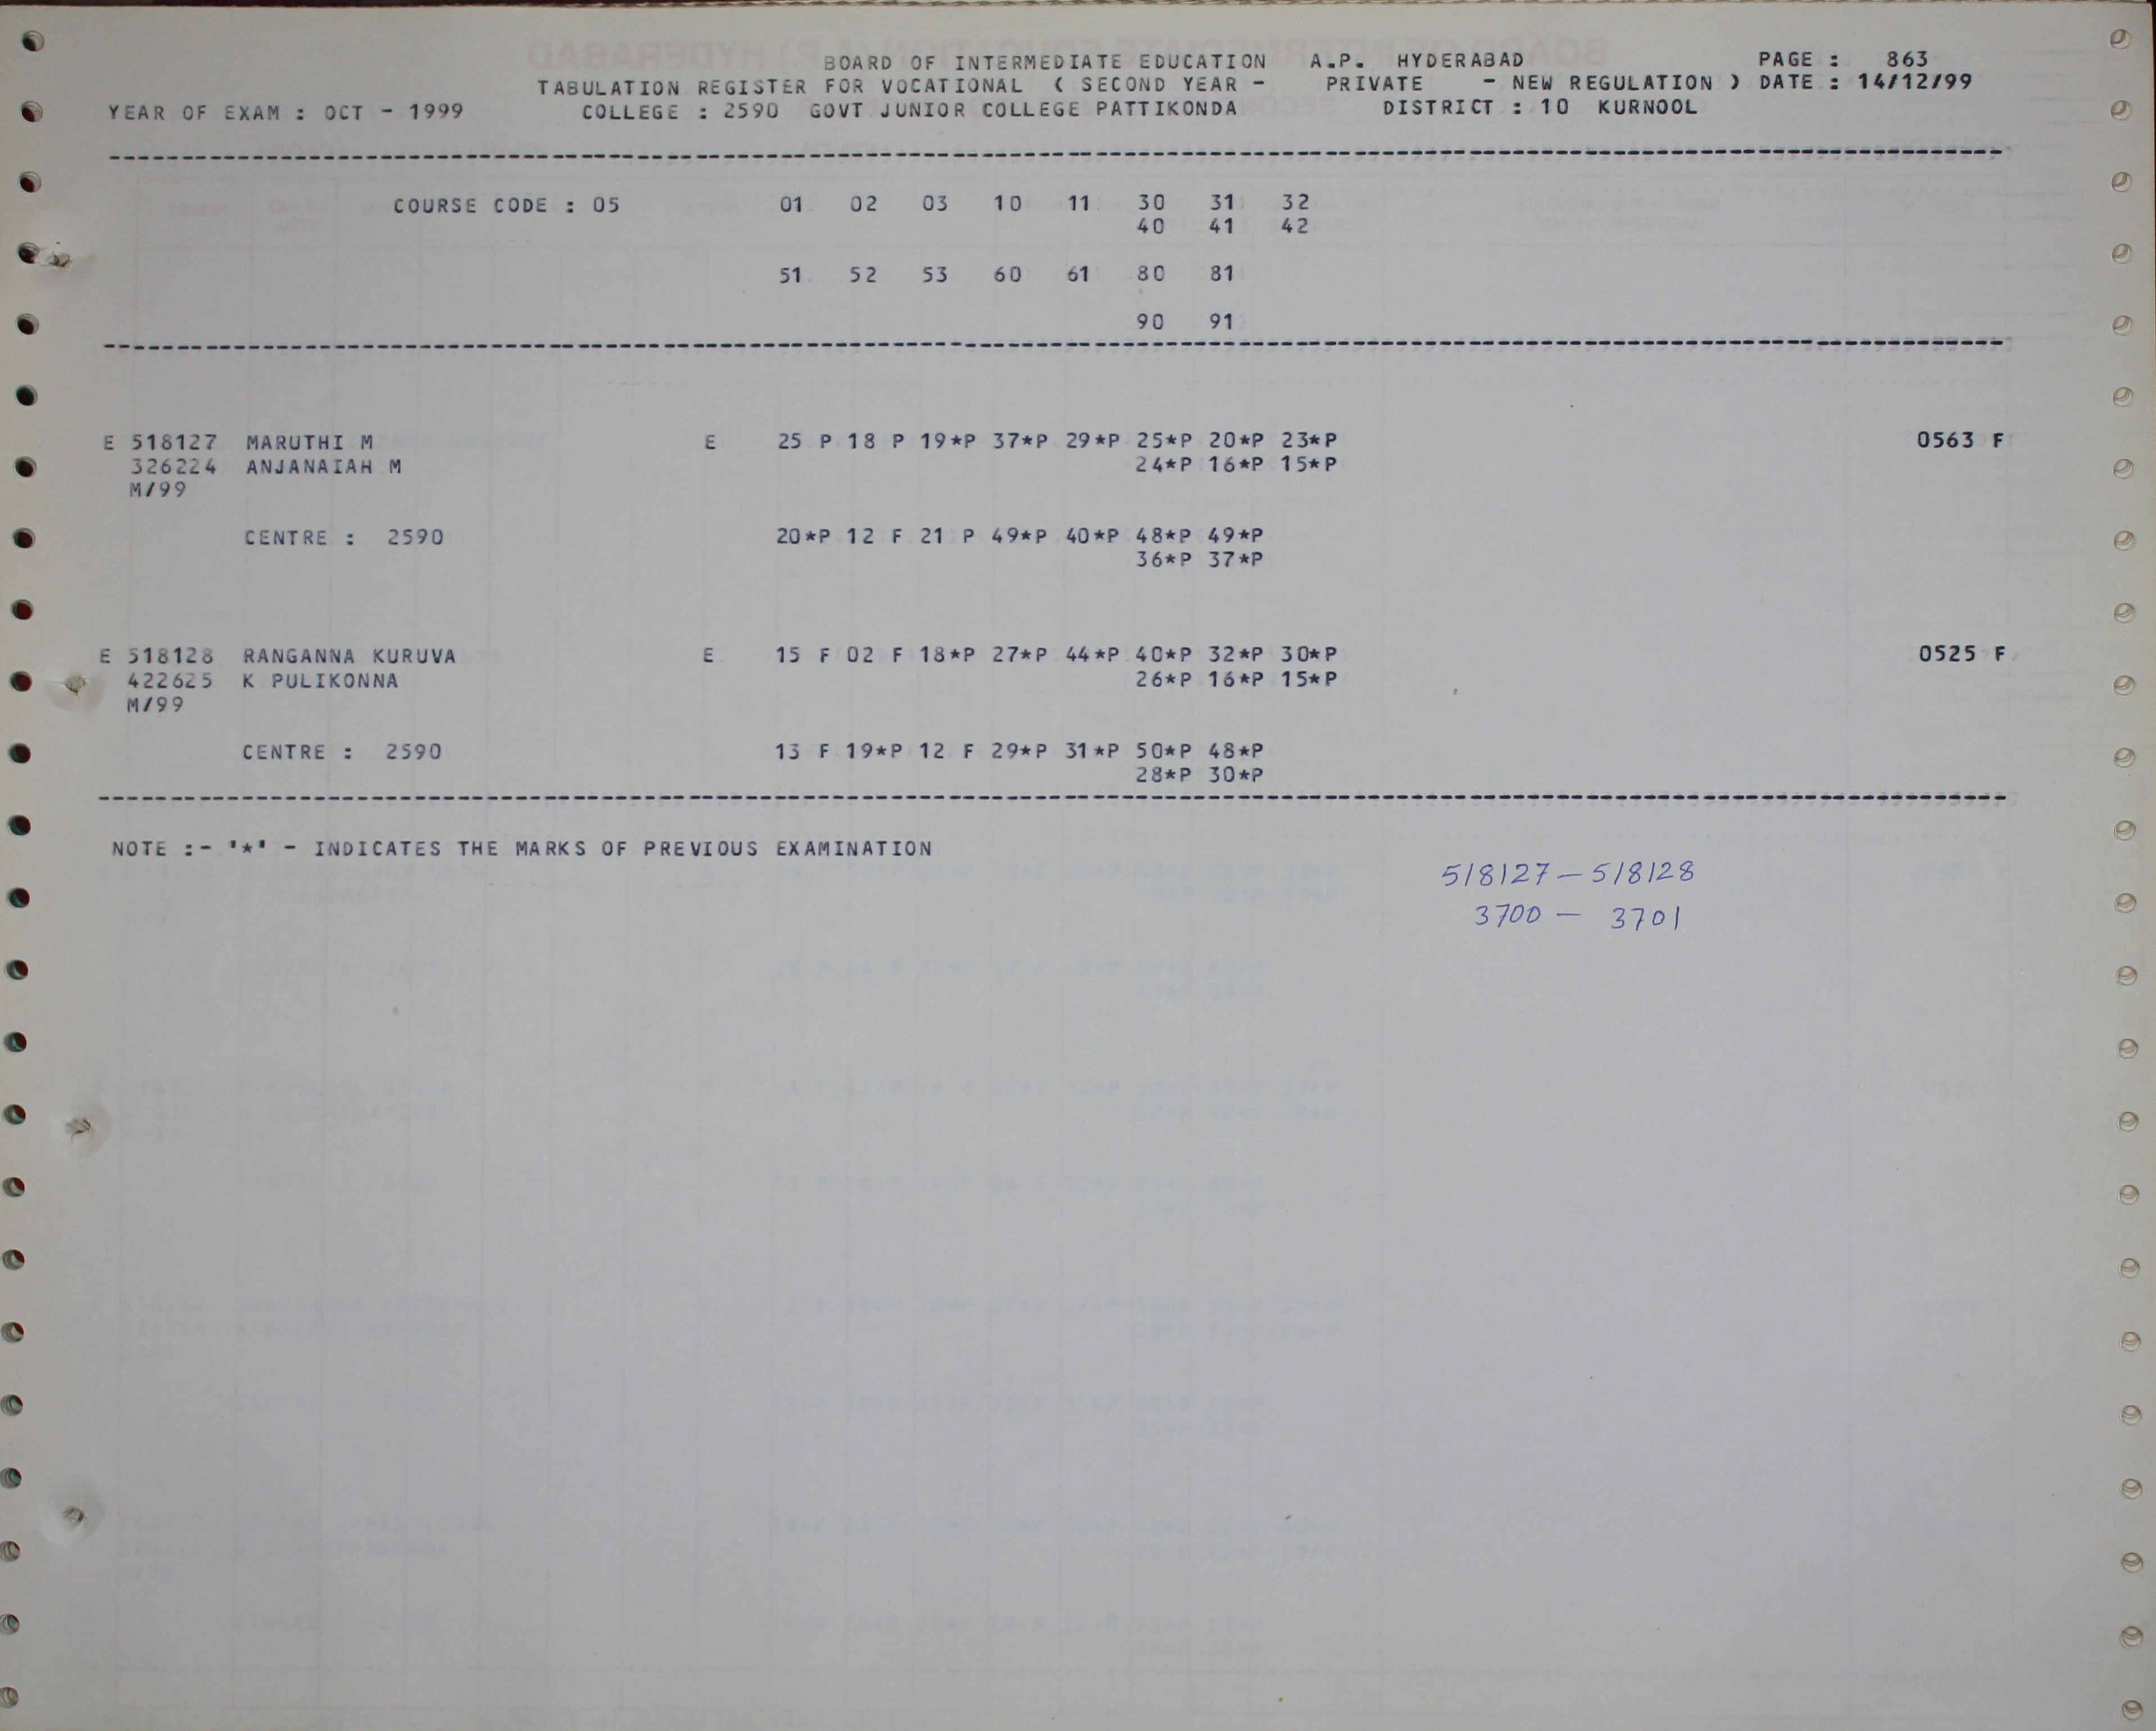 BOARD OF INTERMEDIATE EDUCATION A.P. HYDERABAD PAGE : 863
TABULATION REGISTER FOR VOCATIONAL ( SECOND YEAR - PRIVATE - NEW REGULATION ) DATE : 14/12/99
YEAR OF EXAM : OCT - 1999 COLLEGE : 2590 GOVT JUNIOR COLLEGE PATTIKONDA DISTRICT : 10 KURNOOL
COURSE CODE : 05 01 02 03 10 11 30 31 32
40 41 42
51 52 53 60 61 80 81
90 91
E 518127 MARUTHI M E 25 P 18 P 19*P 37*P 29*P 25*P 20*P 23*P 0563 F
326224 ANJANAIAH M 24*P 16*P 15*P
M/99
CENTRE : 2590 20*P 12 F 21 P 49*P 40*P 48*P 49*P
36*P 37*P
E 518128 RANGANNA KURUVA E 15 F 02 F 18*P 27*P 44*P 40*P 32*P 30*P 0525 F
422625 K PULIKONNA 26*P 16*P 15*P
M/99
CENTRE : 2590 13 F 19*P 12 F 29*P 31*P 50*P 48*P
28*P 30*P
NOTE :- '*' - INDICATES THE MARKS OF PREVIOUS EXAMINATION
518127 — 518128
3700 — 3701